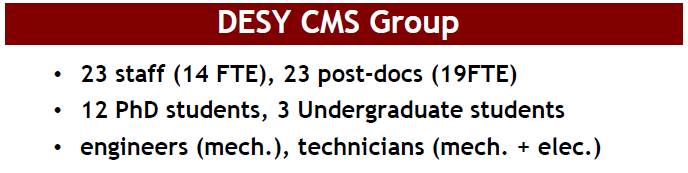 DESY CMS Group
• 23 staff (14 FTE), 23 post-docs (19FTE)
• 12 PhD students, 3 Undergraduate students
• engineers (mech.), technicians (mech. + elec.)